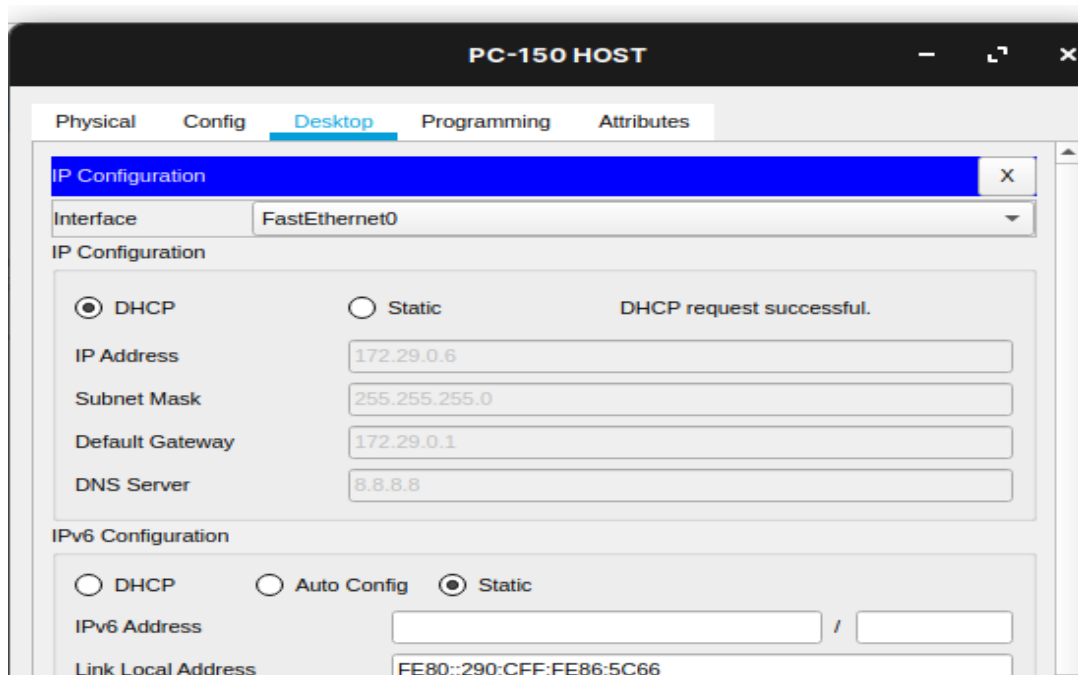 PC-150 HOST
Physical Config Desktop Programming Attributes
IP Configuration X
Interface FastEthernet0
IP Configuration
DHCP Static DHCP request successful.
IP Address 172.29.0.6
Subnet Mask 255.255.255.0
Default Gateway 172.29.0.1
DNS Server 8.8.8.8
IPv6 Configuration
DHCP Auto Config Static
IPv6 Address /
Link Local Address FE80::290:CFF:FE86:5C66